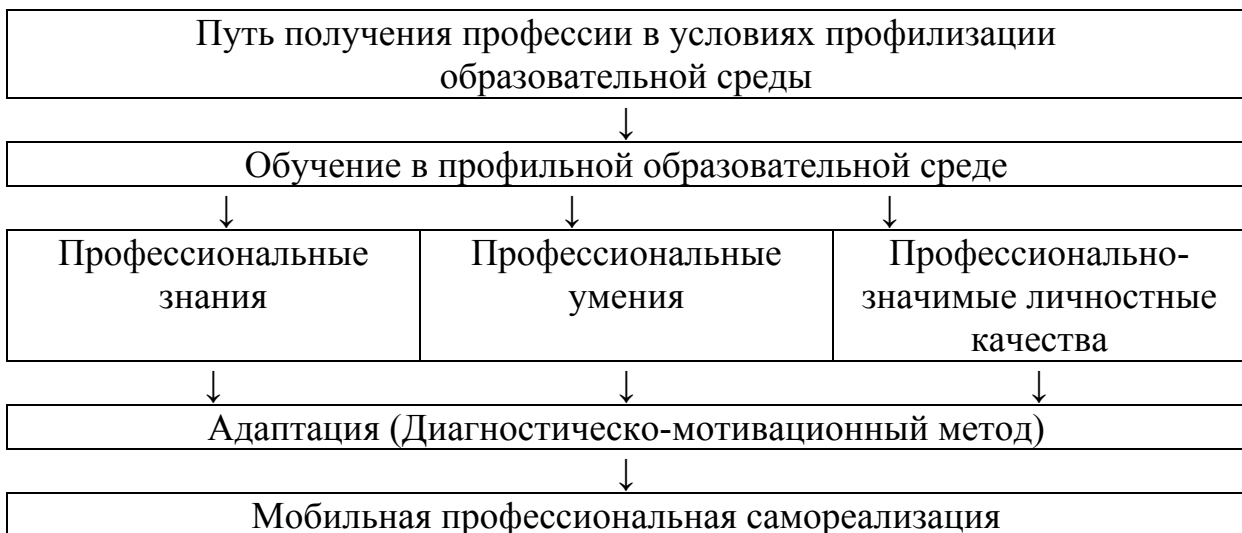 Путь получения профессии в условиях профилизации
образовательной среды
↓
Обучение в профильной образовательной среде
↓ ↓ ↓
Профессиональные знания
Профессиональные умения
Профессионально-
значимые личностные
качества
↓ ↓ ↓
Адаптация (Диагностическо-мотивационный метод)
↓
Мобильная профессиональная самореализация